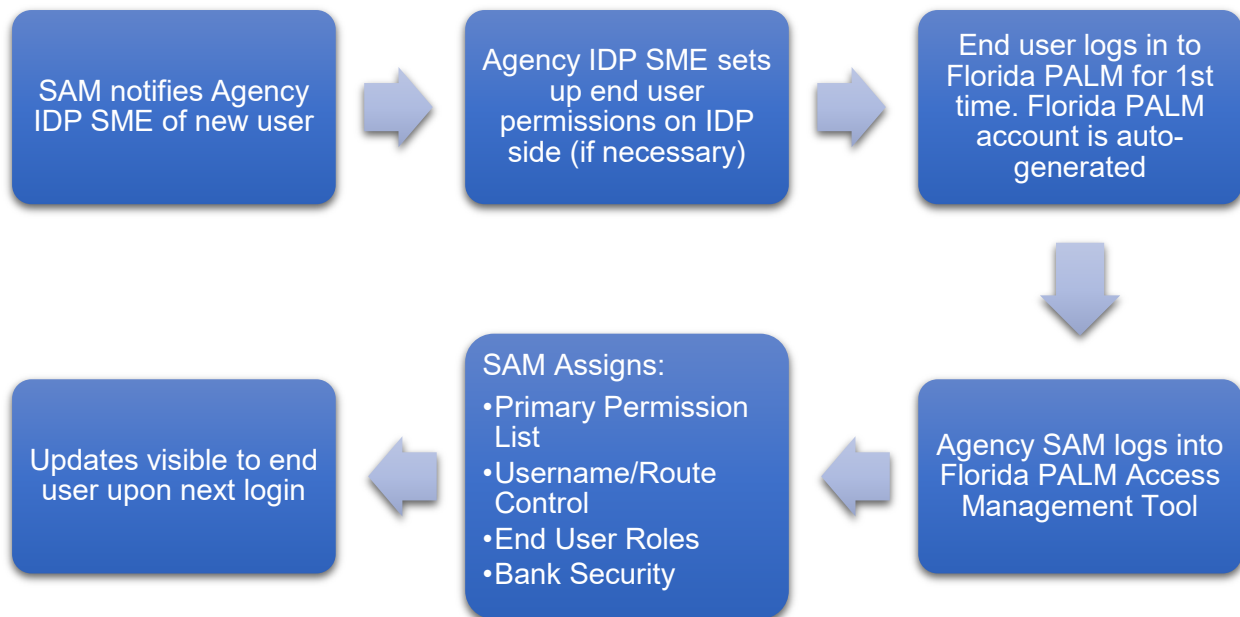 SAM notifies Agency
IDP SME of new user
Agency IDP SME sets
up end user
permissions on IDP
side (if necessary)
End user logs in to
Florida PALM for 1st
time. Florida PALM
account is auto-
generated
Agency SAM logs into
Florida PALM Access
Management Tool
SAM Assigns:
•Primary Permission
List
•Username/Route
Control
•End User Roles
•Bank Security
Updates visible to end
user upon next login